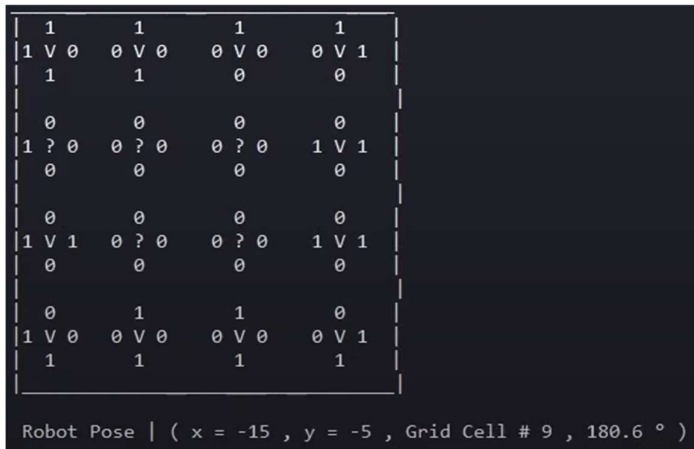 | 1 1 1 1 |
|1 V 0 0 V 0 0 V 0 0 V 1 |
| 1 1 0 0 |
| |
| 0 0 0 0 |
|1 ? 0 0 ? 0 0 ? 0 1 V 1 |
| 0 0 0 0 |
| |
| 0 0 0 0 |
|1 V 1 0 ? 0 0 ? 0 1 V 1 |
| 0 0 0 0 |
| |
| 0 1 1 0 |
|1 V 0 0 V 0 0 V 0 0 V 1 |
| 1 1 1 1 |
|______________________________________|
Robot Pose | ( x = -15 , y = -5 , Grid Cell # 9 , 180.6 ° )